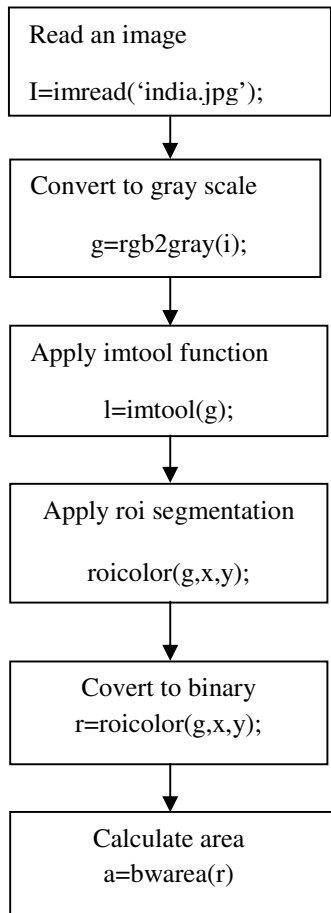 Read an image
I=imread(‘india.jpg’);
Convert to gray scale
g=rgb2gray(i);
Apply imtool function
l=imtool(g);
Apply roi segmentation
roicolor(g,x,y);
Covert to binary
r=roicolor(g,x,y);
Calculate area
a=bwarea(r)